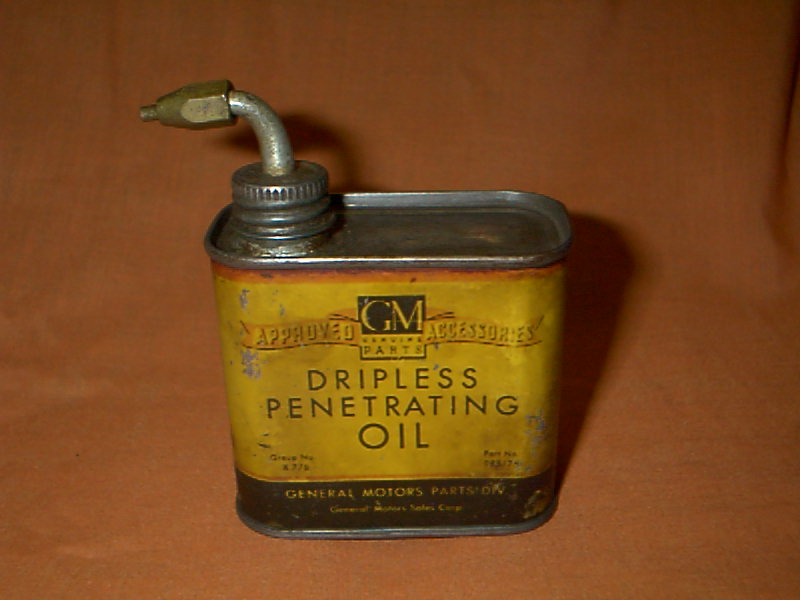 GM
APPROVED ACCESSORIES
GENUINE
PARTS
DRIPLESS
PENETRATING
OIL
Group No. Part No.
GENERAL MOTORS PARTS DIV.
General Motors Sales Corp.